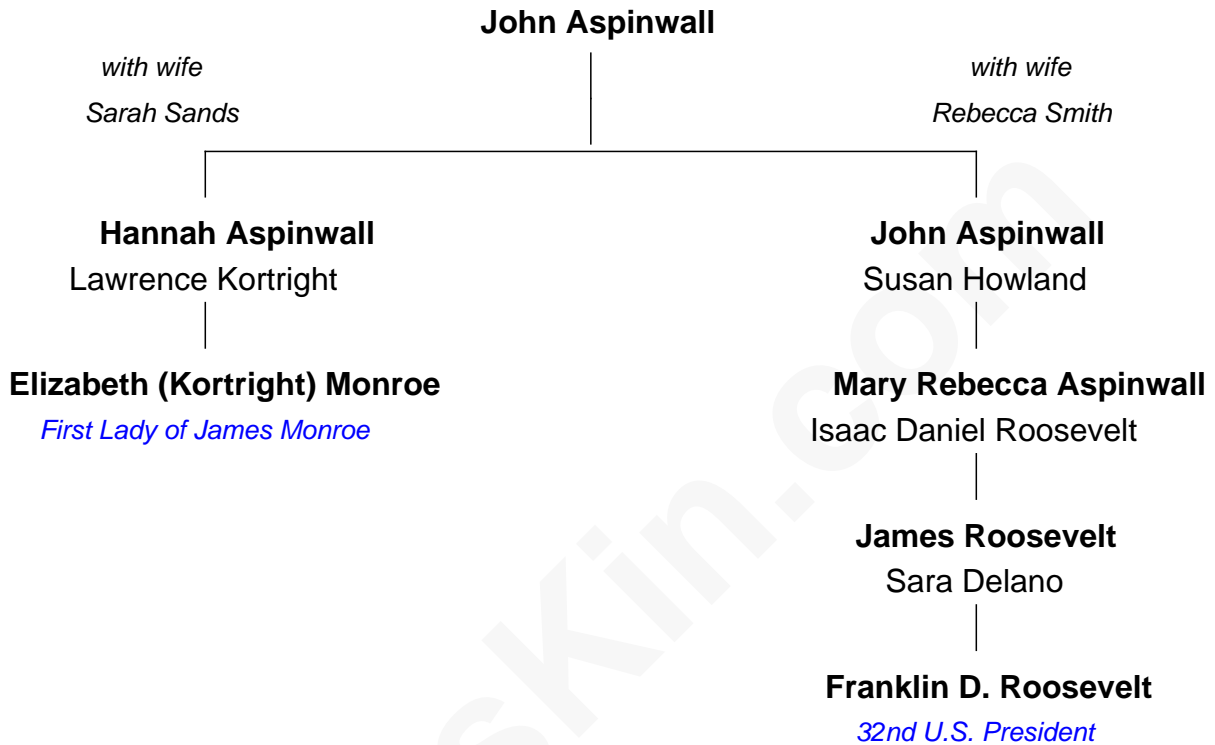 John Aspinwall
with wife
Sarah Sands
with wife
Rebecca Smith
Hannah Aspinwall
Lawrence Kortright
John Aspinwall
Susan Howland
Elizabeth (Kortright) Monroe
First Lady of James Monroe
Mary Rebecca Aspinwall
Isaac Daniel Roosevelt
James Roosevelt
Sara Delano
Franklin D. Roosevelt
32nd U.S. President
sKin.com